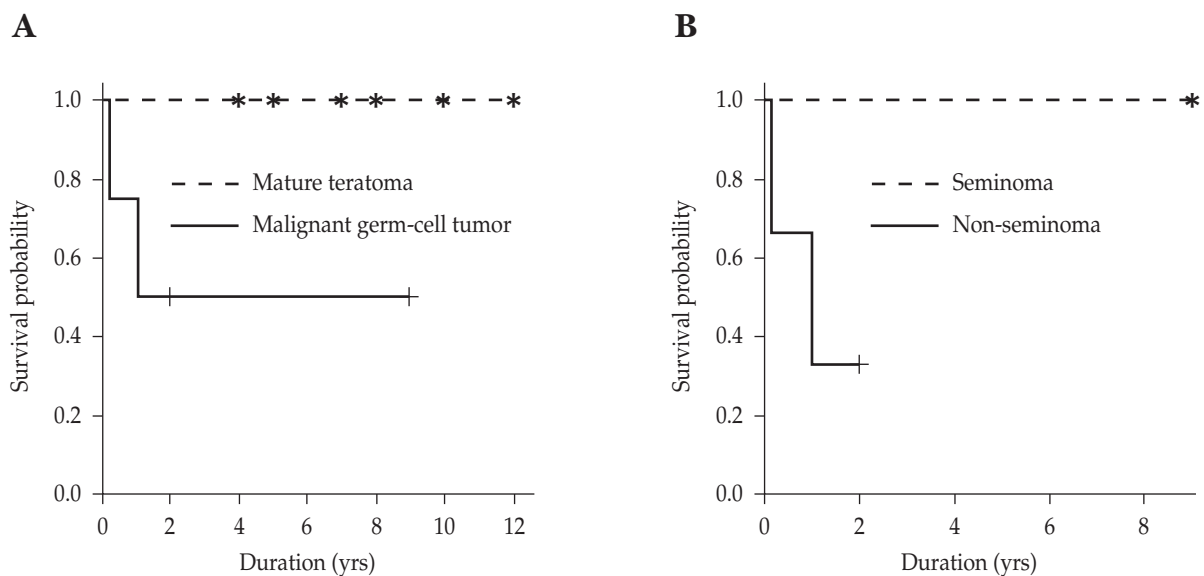 A
Survival probability
1.0
0.8
0.6
0.4
0.2
0.0
Mature teratoma
Malignant germ-cell tumor
0 2 4 6 8 10 12
Duration (yrs)
B
Survival probability
1.0
0.8
0.6
0.4
0.2
0.0
Seminoma
Non-seminoma
0 2 4 6 8
Duration (yrs)